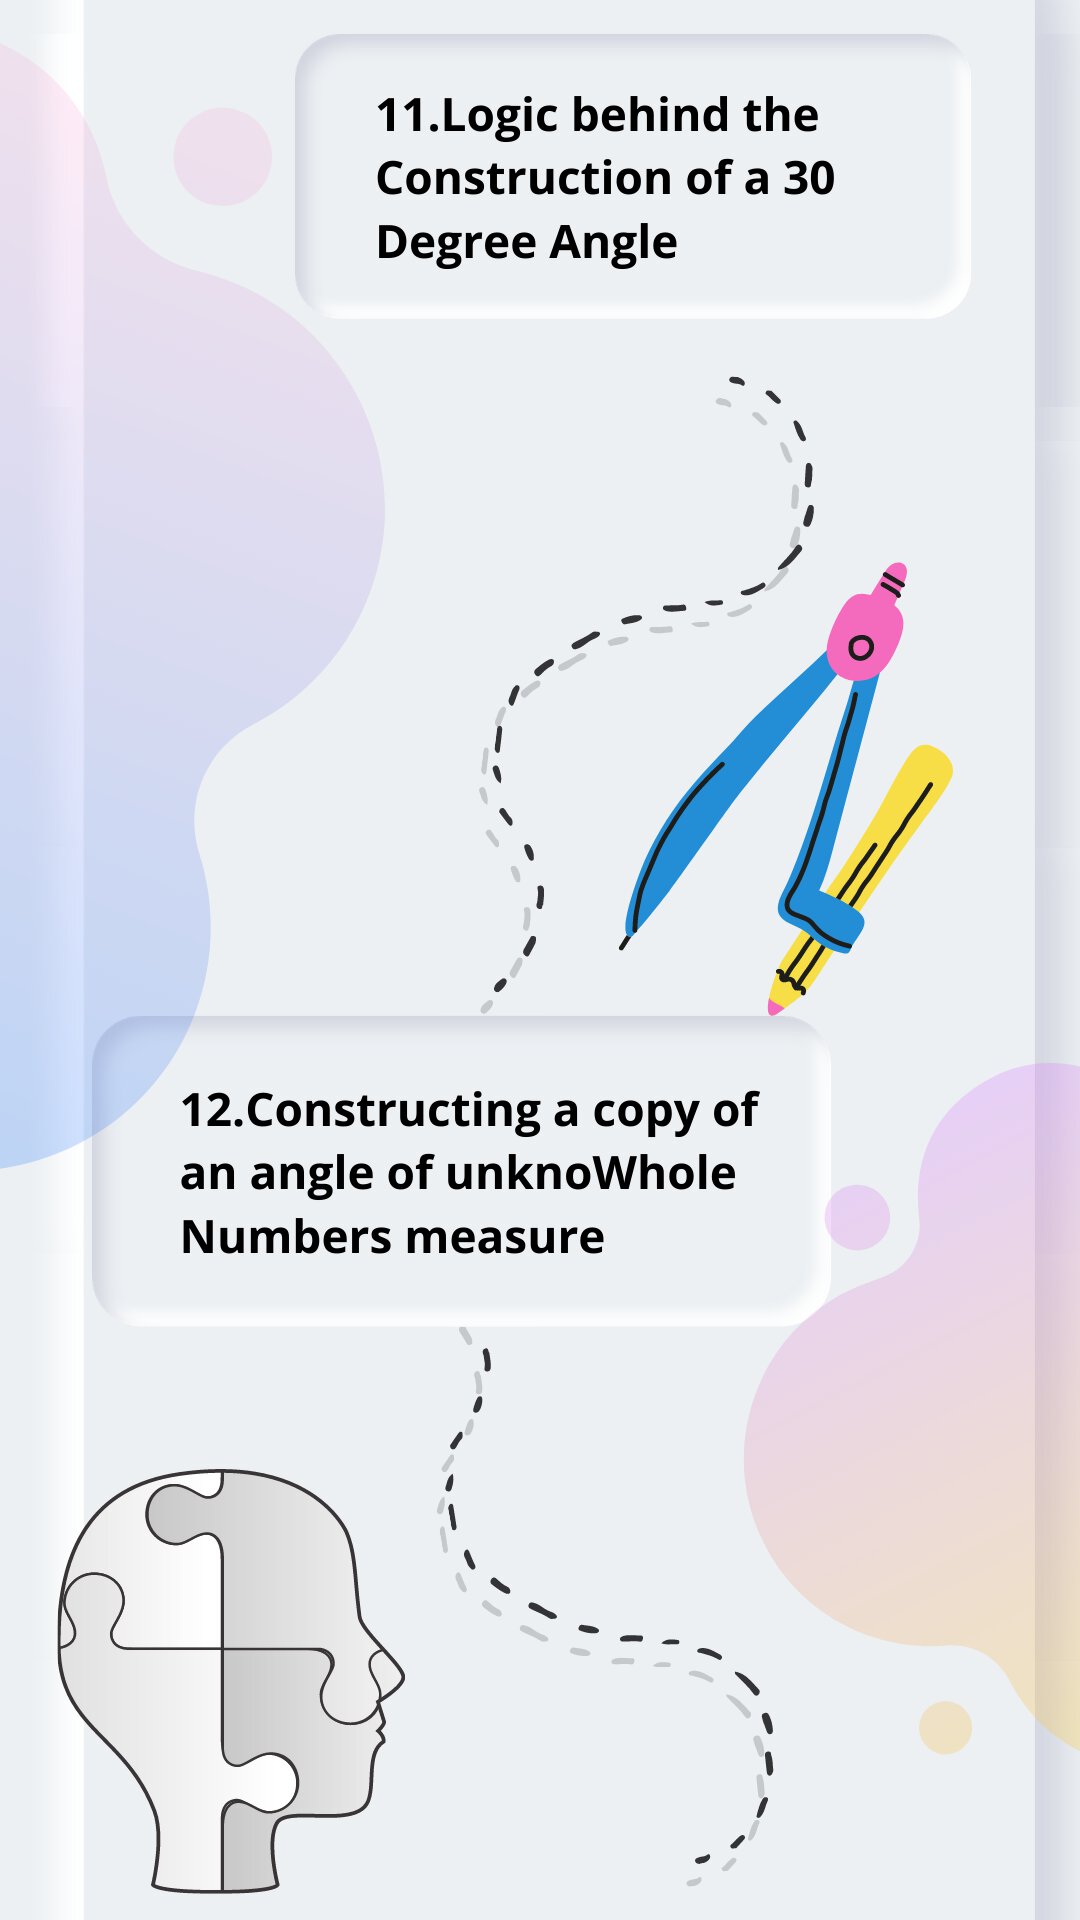 11.Logic behind the
Construction of a 30
Degree Angle
12.Constructing a copy of
an angle of unknoWhole
Numbers measure